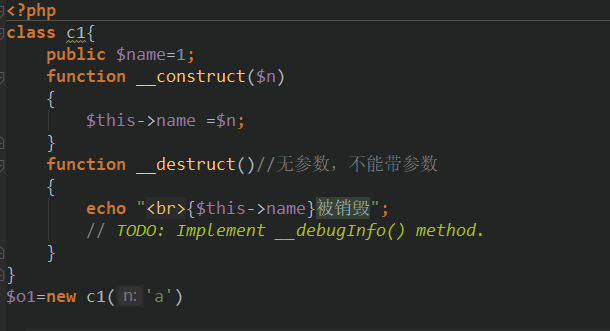 <?php
class c1{
    public $name=1;
    function __construct($n)
    {
        $this->name =$n;
    }
    function __destruct()//无参数，不能带参数
    {
        echo "<br>{$this->name}被销毁";
        // TODO: Implement __debugInfo() method.
    }
}
$o1=new c1( n: 'a')